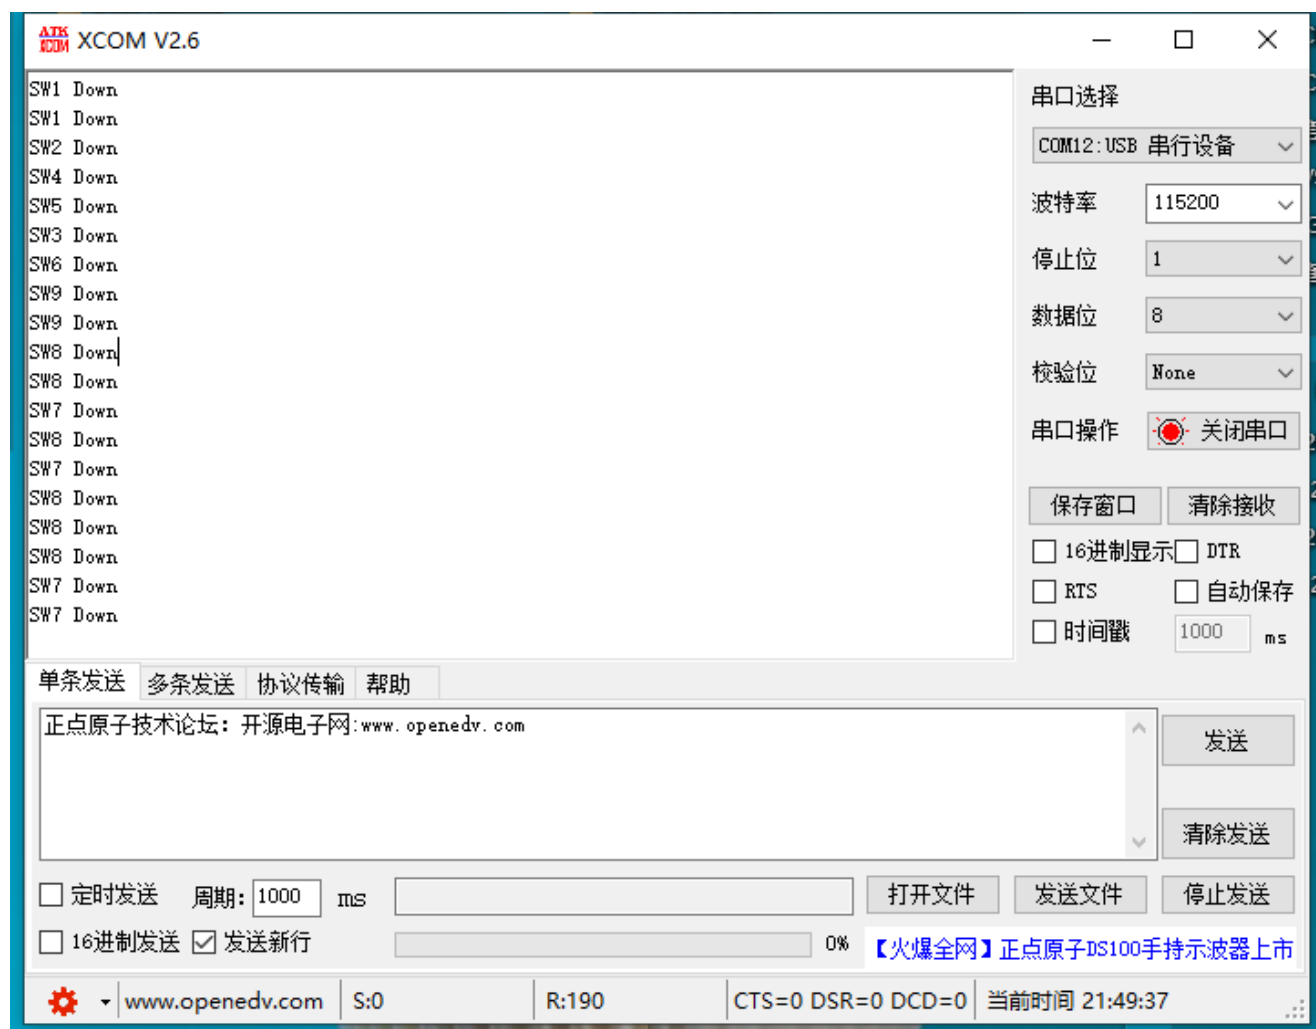 ATK
XCOM
XCOM V2.6
SW1 Down
SW1 Down
SW2 Down
SW4 Down
SW5 Down
SW3 Down
SW6 Down
SW9 Down
SW9 Down
SW8 Down
SW8 Down
SW7 Down
SW8 Down
SW7 Down
SW8 Down
SW8 Down
SW8 Down
SW7 Down
SW7 Down
串口选择
COM12:USB 串行设备
波特率 115200
停止位 1
数据位 8
校验位 None
串口操作 关闭串口
保存窗口 清除接收
16进制显示 DTR
RTS 自动保存
时间戳 1000 ms
单条发送 多条发送 协议传输 帮助
正点原子技术论坛：开源电子网:www.openedv.com
发送
清除发送
定时发送 周期: 1000 ms 打开文件 发送文件 停止发送
16进制发送 发送新行 0% 【火爆全网】正点原子DS100手持示波器上市
www.openedv.com S:0 R:190 CTS=0 DSR=0 DCD=0 当前时间 21:49:37